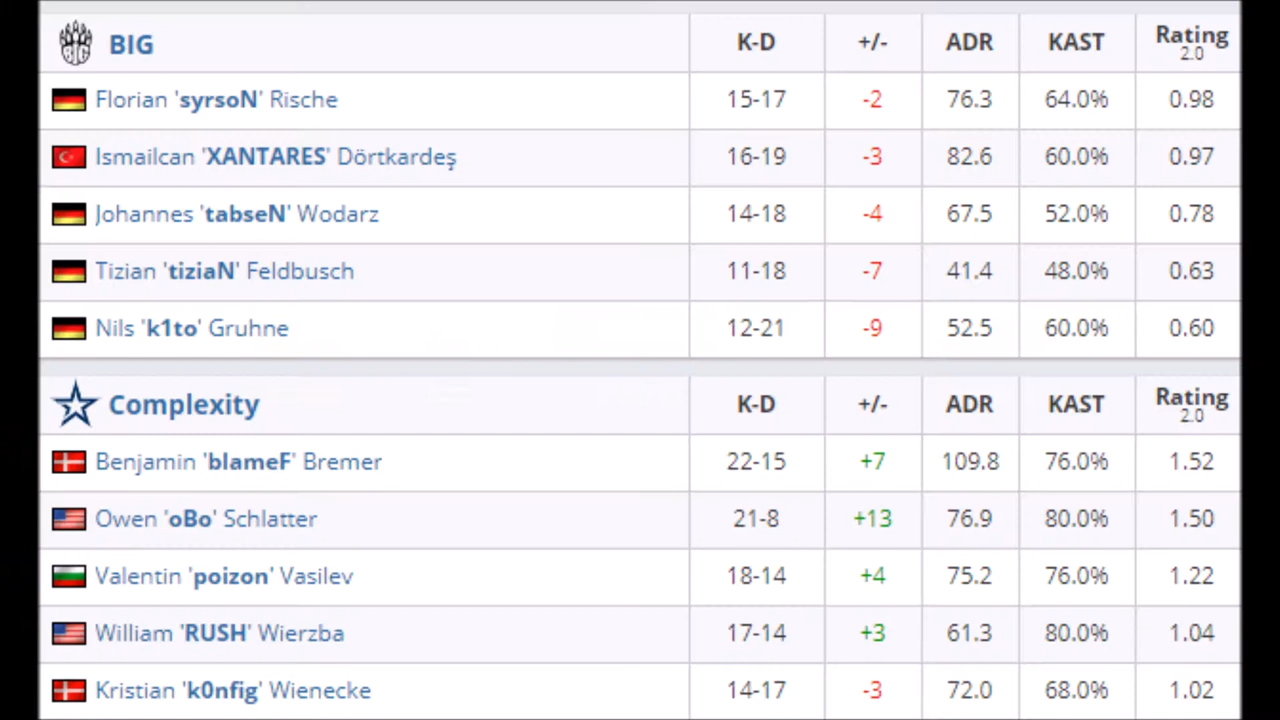 BIG K-D +/- ADR KAST Rating 2.0
Florian 'syrsoN' Rische 15-17 -2 76.3 64.0% 0.98
Ismailcan 'XANTARES' Dörtkardeş 16-19 -3 82.6 60.0% 0.97
Johannes 'tabseN' Wodarz 14-18 -4 67.5 52.0% 0.78
Tizian 'tiziaN' Feldbusch 11-18 -7 41.4 48.0% 0.63
Nils 'k1to' Gruhne 12-21 -9 52.5 60.0% 0.60
Complexity K-D +/- ADR KAST Rating 2.0
Benjamin 'blameF' Bremer 22-15 +7 109.8 76.0% 1.52
Owen 'oBo' Schlatter 21-8 +13 76.9 80.0% 1.50
Valentin 'poizon' Vasilev 18-14 +4 75.2 76.0% 1.22
William 'RUSH' Wierzba 17-14 +3 61.3 80.0% 1.04
Kristian 'k0nfig' Wienecke 14-17 -3 72.0 68.0% 1.02